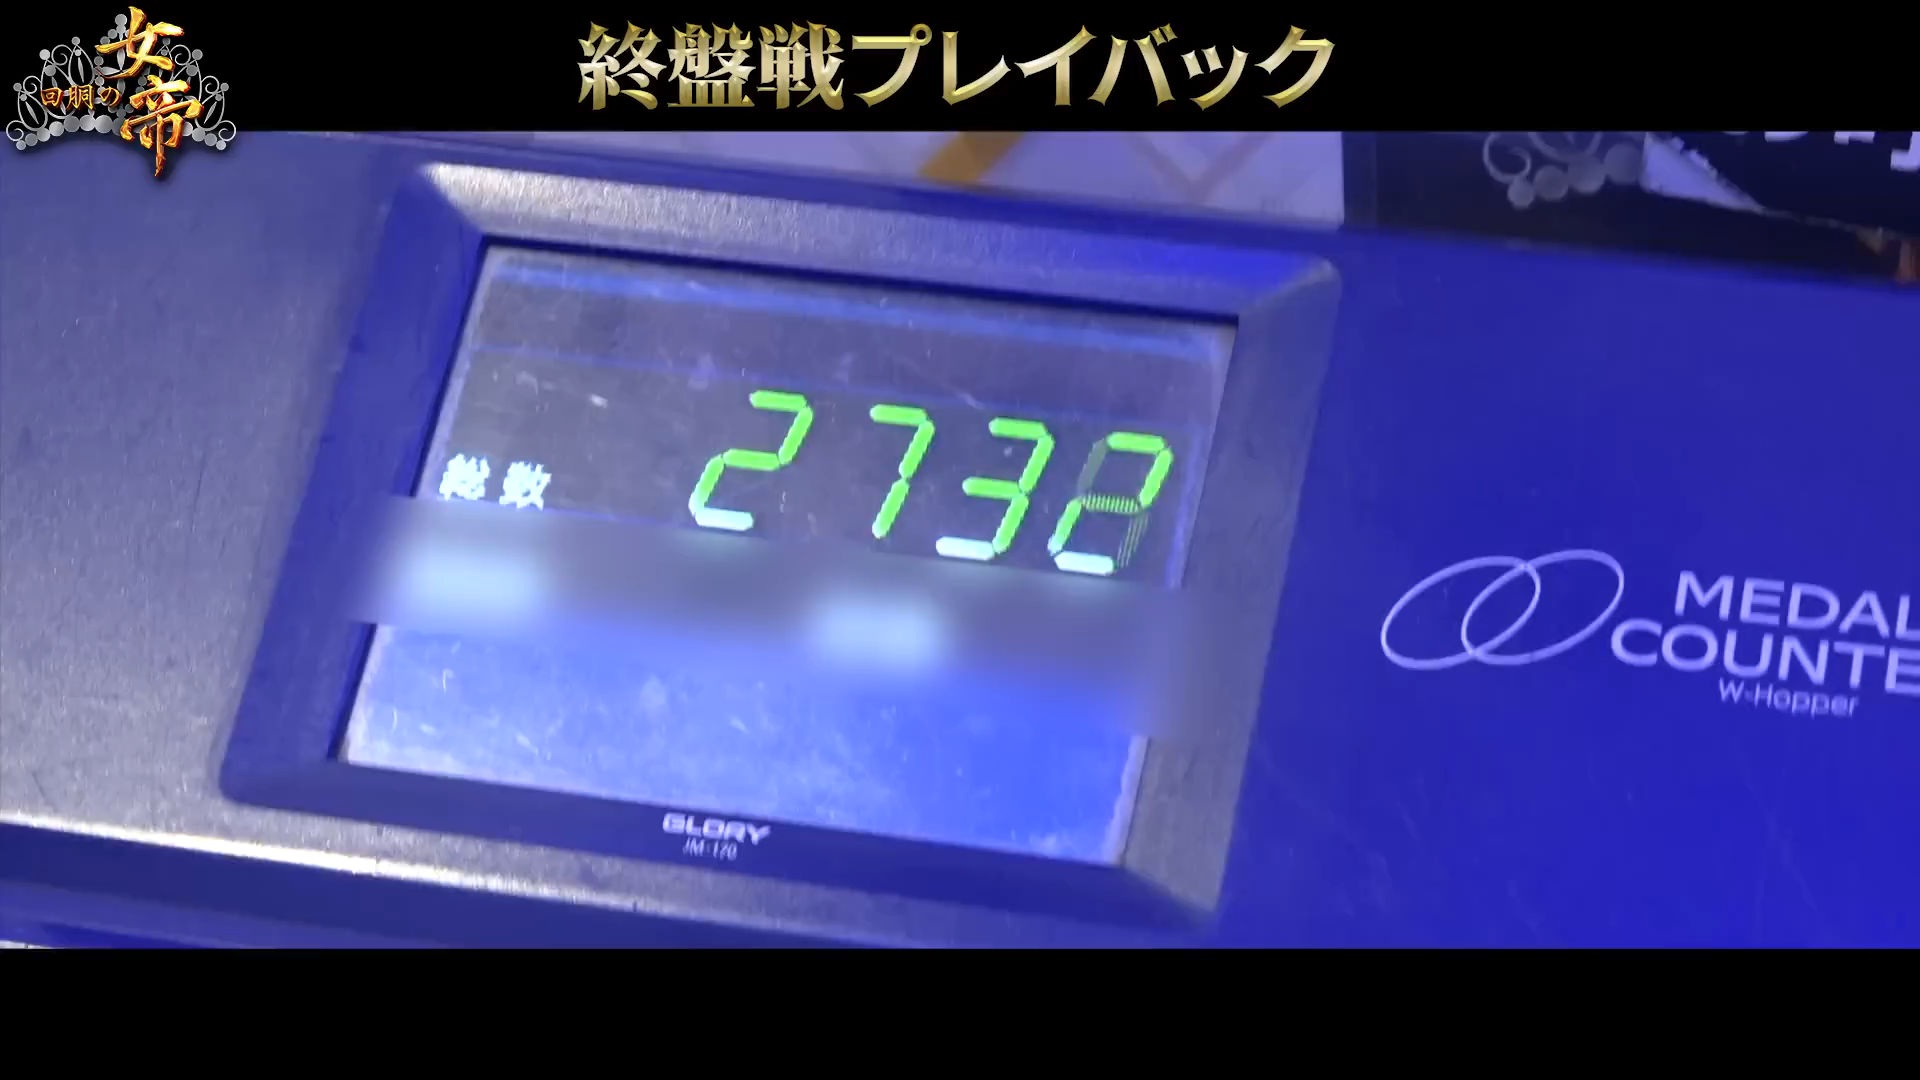 女帝
回胴の
終盤戦プレイバック
総数 2732
MEDAL
COUNTE
W-Hopper
GLORY
JM-170